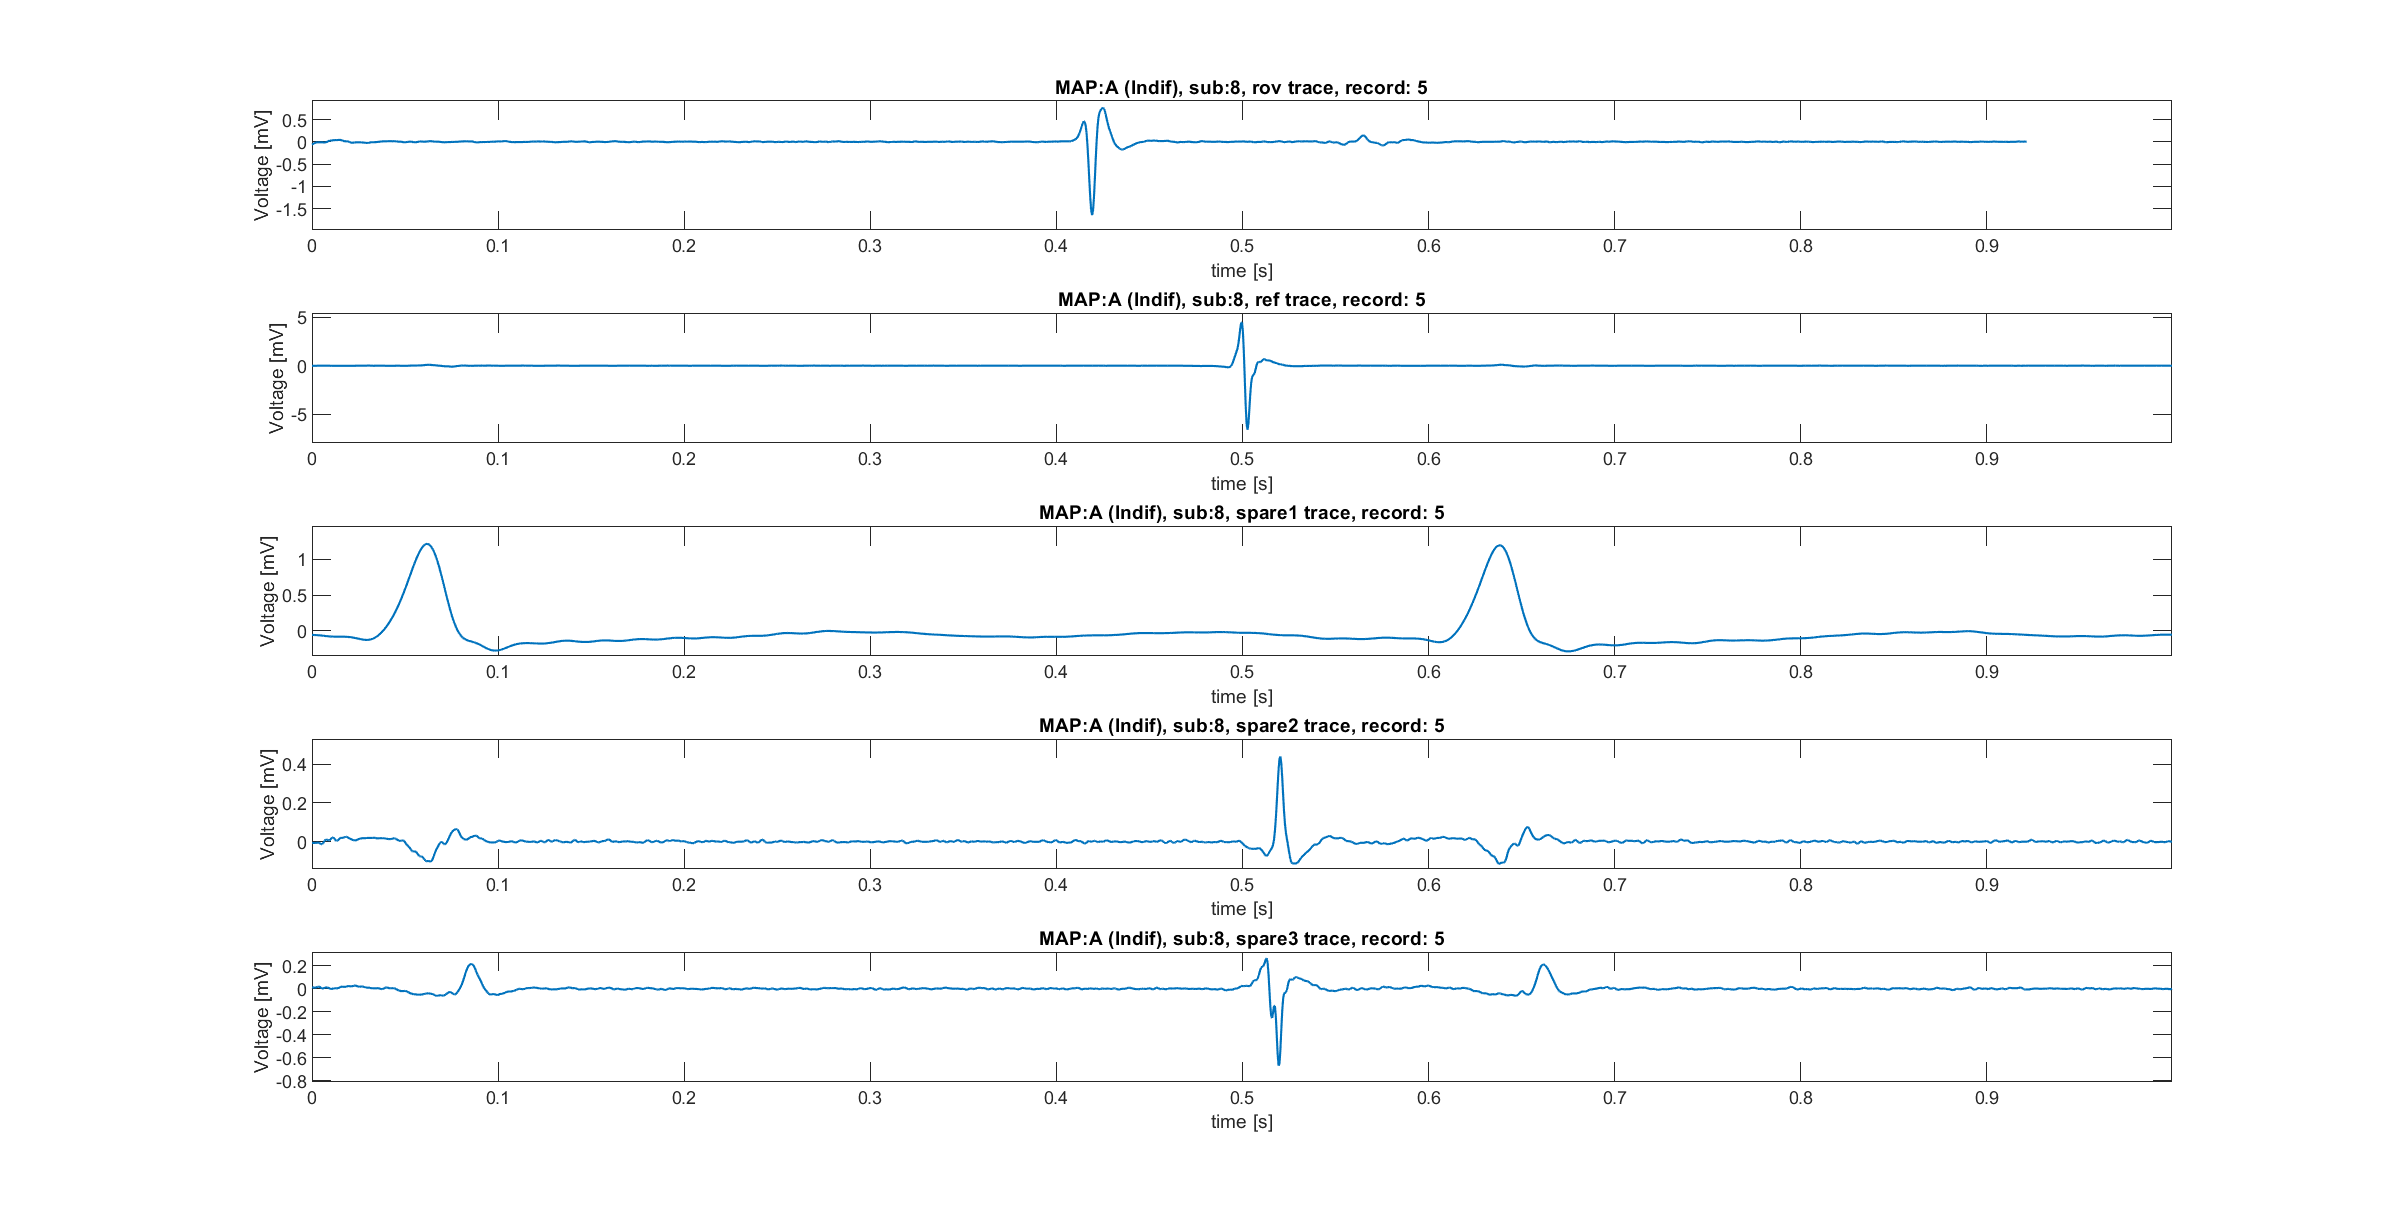 MAP:A (Indif), sub:8, rov trace, record: 5
Voltage [mV]
0.5
0
-0.5
-1
-1.5
0 0.1 0.2 0.3 0.4 0.5 0.6 0.7 0.8 0.9
time [s]
MAP:A (Indif), sub:8, ref trace, record: 5
Voltage [mV]
5
0
-5
0 0.1 0.2 0.3 0.4 0.5 0.6 0.7 0.8 0.9
time [s]
MAP:A (Indif), sub:8, spare1 trace, record: 5
Voltage [mV]
1
0.5
0
0 0.1 0.2 0.3 0.4 0.5 0.6 0.7 0.8 0.9
time [s]
MAP:A (Indif), sub:8, spare2 trace, record: 5
Voltage [mV]
0.4
0.2
0
0 0.1 0.2 0.3 0.4 0.5 0.6 0.7 0.8 0.9
time [s]
MAP:A (Indif), sub:8, spare3 trace, record: 5
Voltage [mV]
0.2
0
-0.2
-0.4
-0.6
-0.8
0 0.1 0.2 0.3 0.4 0.5 0.6 0.7 0.8 0.9
time [s]